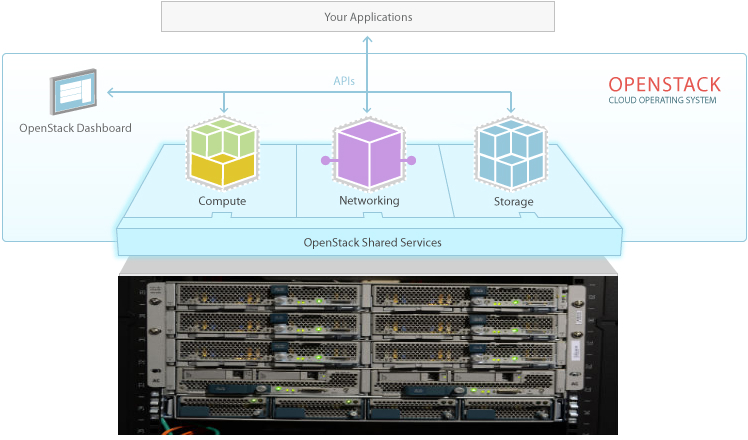 Your Applications
APIs
OPENSTACK
CLOUD OPERATING SYSTEM
OpenStack Dashboard
Compute
Networking
Storage
OpenStack Shared Services